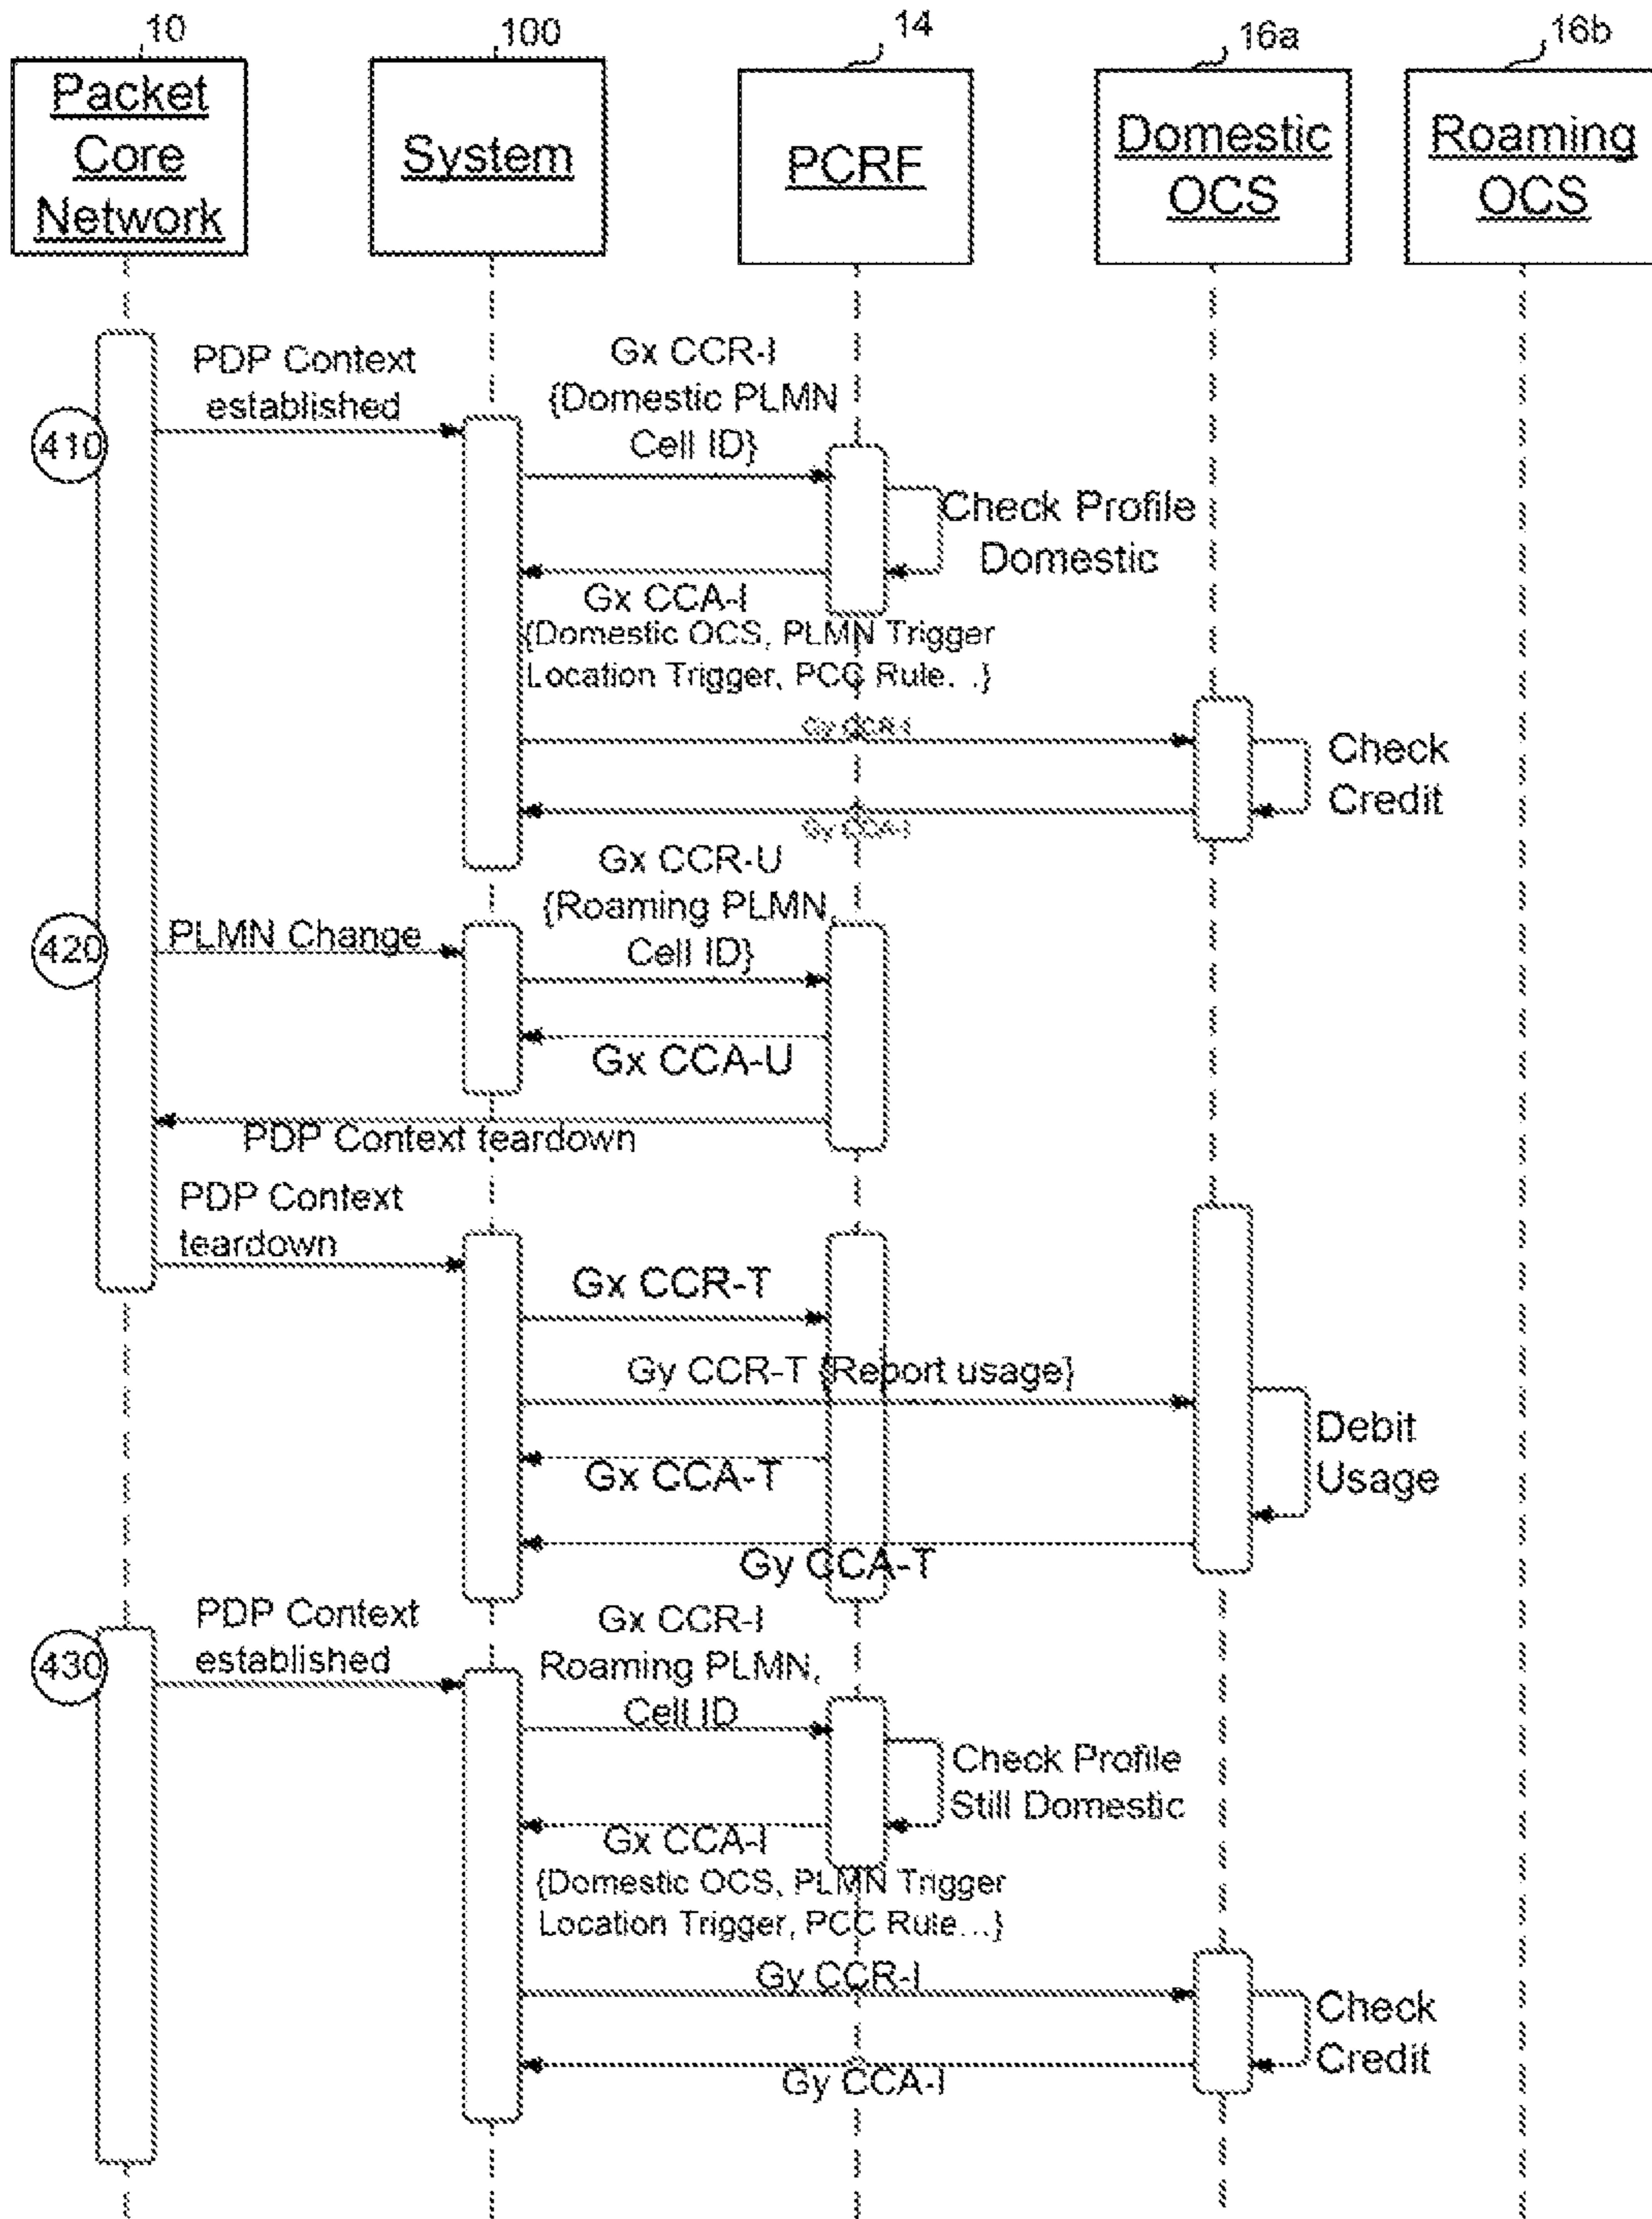 10
100
14
16a
16b
Packet
Core
Network
System
PCRF
Domestic
OCS
Roaming
OCS
PDP Context
established
410
Gx CCR-I
{Domestic PLMN
Cell ID}
Check Profile
Domestic
Gx CCA-I
{Domestic OCS, PLMN Trigger
Location Trigger, PCC Rule...}
Gy CCR-I
Check
Credit
Gy CCA-I
Gx CCR-U
{Roaming PLMN,
Cell ID}
420
PLMN Change
Gx CCA-U
PDP Context teardown
PDP Context
teardown
Gx CCR-T
Gy CCR-T {Report usage}
Debit
Usage
Gx CCA-T
Gy CCA-T
PDP Context
established
430
Gx CCR-I
Roaming PLMN,
Cell ID
Check Profile
Still Domestic
Gx CCA-I
{Domestic OCS, PLMN Trigger
Location Trigger, PCC Rule...}
Gy CCR-I
Check
Credit
Gy CCA-I